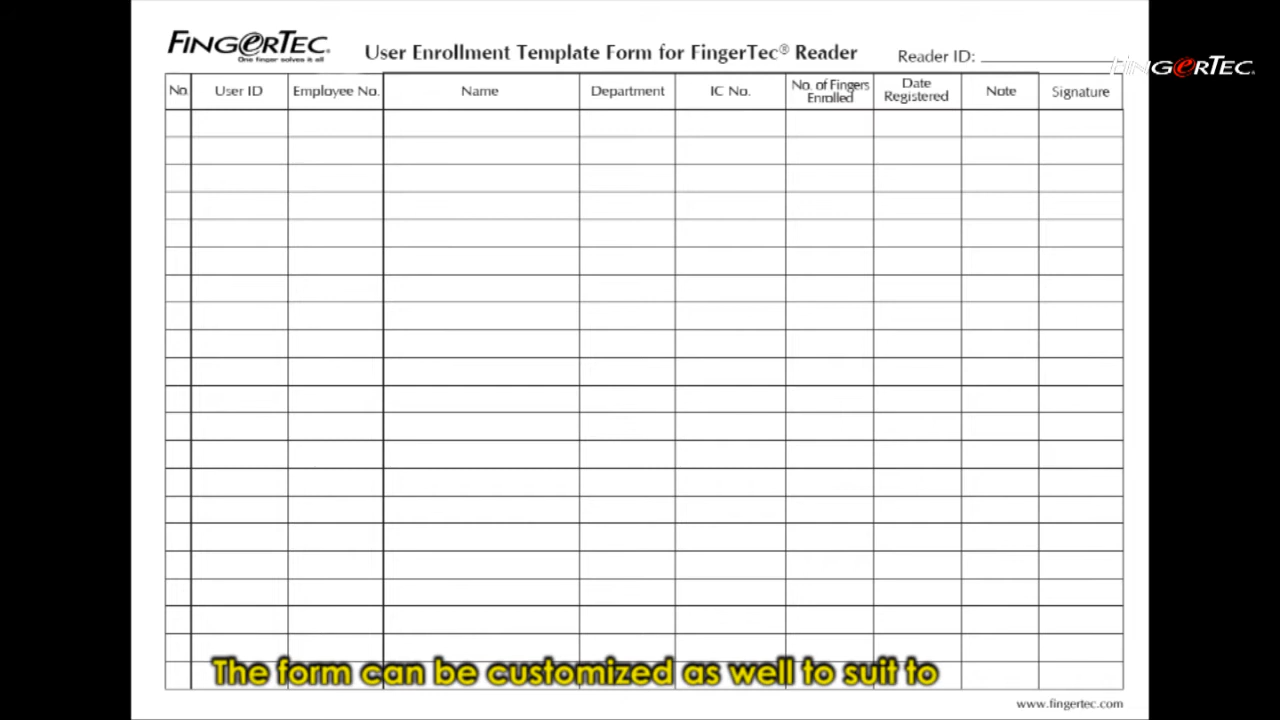 FINGERTEC
One finger solves it all
User Enrollment Template Form for FingerTec® Reader
Reader ID:
FINGERTEC
No. User ID Employee No. Name Department IC No. No. of Fingers Enrolled Date Registered Note Signature
The form can be customized as well to suit to
www.fingertec.com